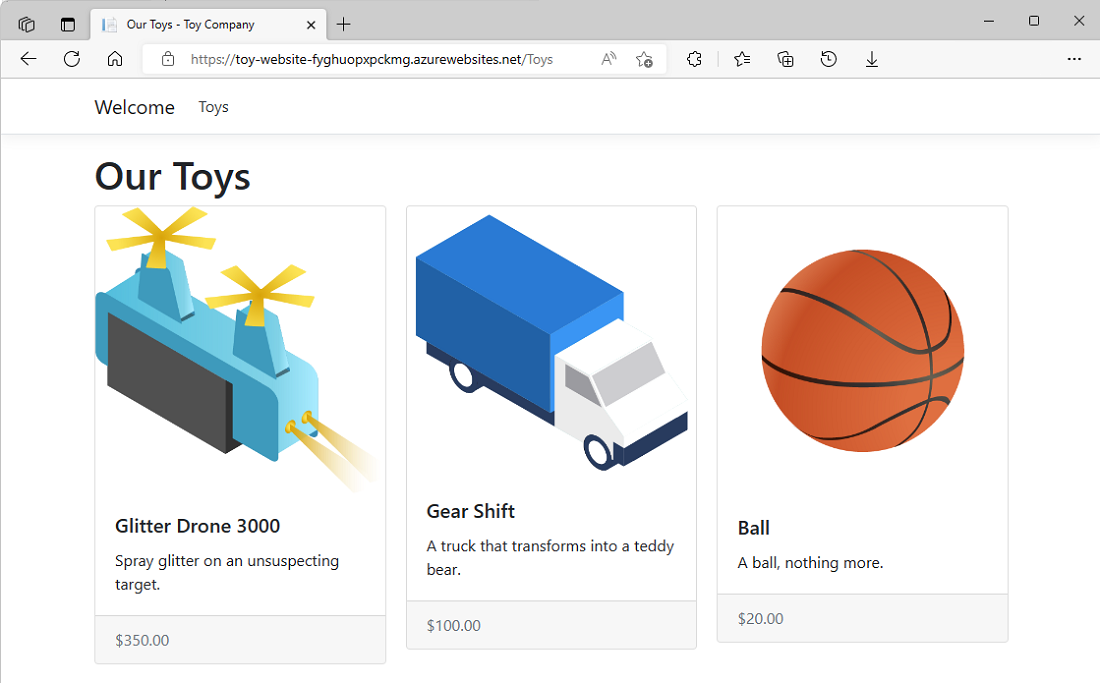 Our Toys - Toy Company
https://toy-website-fyghuopxpckmg.azurewebsites.net/Toys
Welcome Toys
Our Toys
Glitter Drone 3000
Spray glitter on an unsuspecting
target.
$350.00
Gear Shift
A truck that transforms into a teddy
bear.
$100.00
Ball
A ball, nothing more.
$20.00